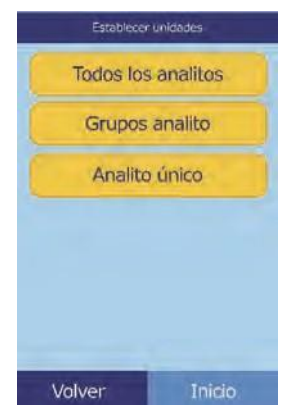 Establecer unidades
Todos los analitos
Grupos analito
Analito único
Volver Inicio